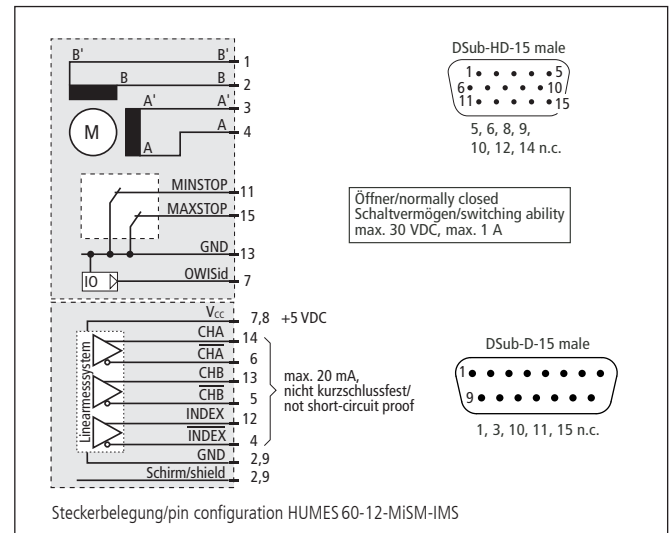 B' B' 1
B B 2
A' A' 3
M
A 4
A
MINSTOP 11
MAXSTOP 15
GND 13
IO OWISid 7
DSub-HD-15 male
1 5
6 10
11 15
5, 6, 8, 9,
10, 12, 14 n.c.
Öffner/normally closed
Schaltvermögen/switching ability
max. 30 VDC, max. 1 A
Linearmesssystem
Vcc 7,8 +5 VDC
CHA 14
CHA 6
CHB 13
CHB 5
INDEX 12
INDEX 4
GND 2,9
Schirm/shield 2,9
max. 20 mA,
nicht kurzschlussfest/
not short-circuit proof
DSub-D-15 male
1
9
1, 3, 10, 11, 15 n.c.
Steckerbelegung/pin configuration HUMES 60-12-MiSM-IMS